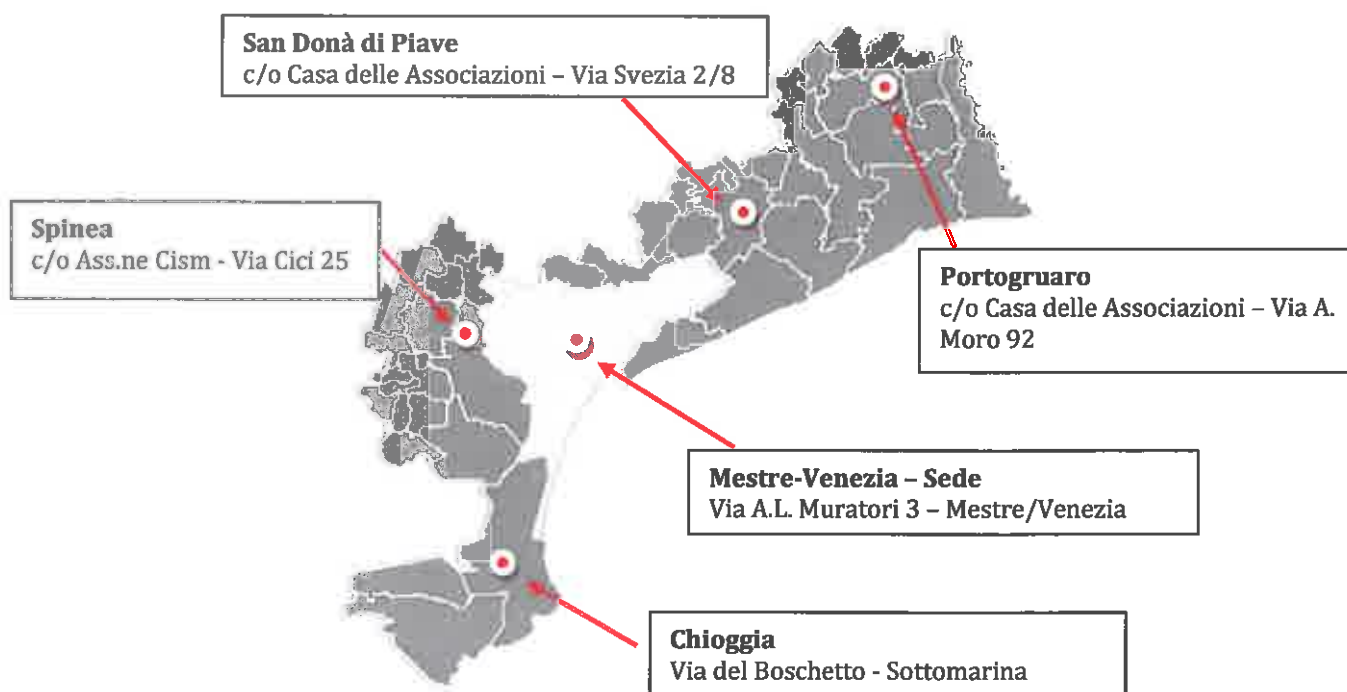 San Donà di Piave
c/o Casa delle Associazioni – Via Svezia 2/8
Spinea
c/o Ass.ne Cism - Via Cici 25
Portogruaro
c/o Casa delle Associazioni – Via A.
Moro 92
Mestre-Venezia – Sede
Via A.L. Muratori 3 – Mestre/Venezia
Chioggia
Via del Boschetto - Sottomarina